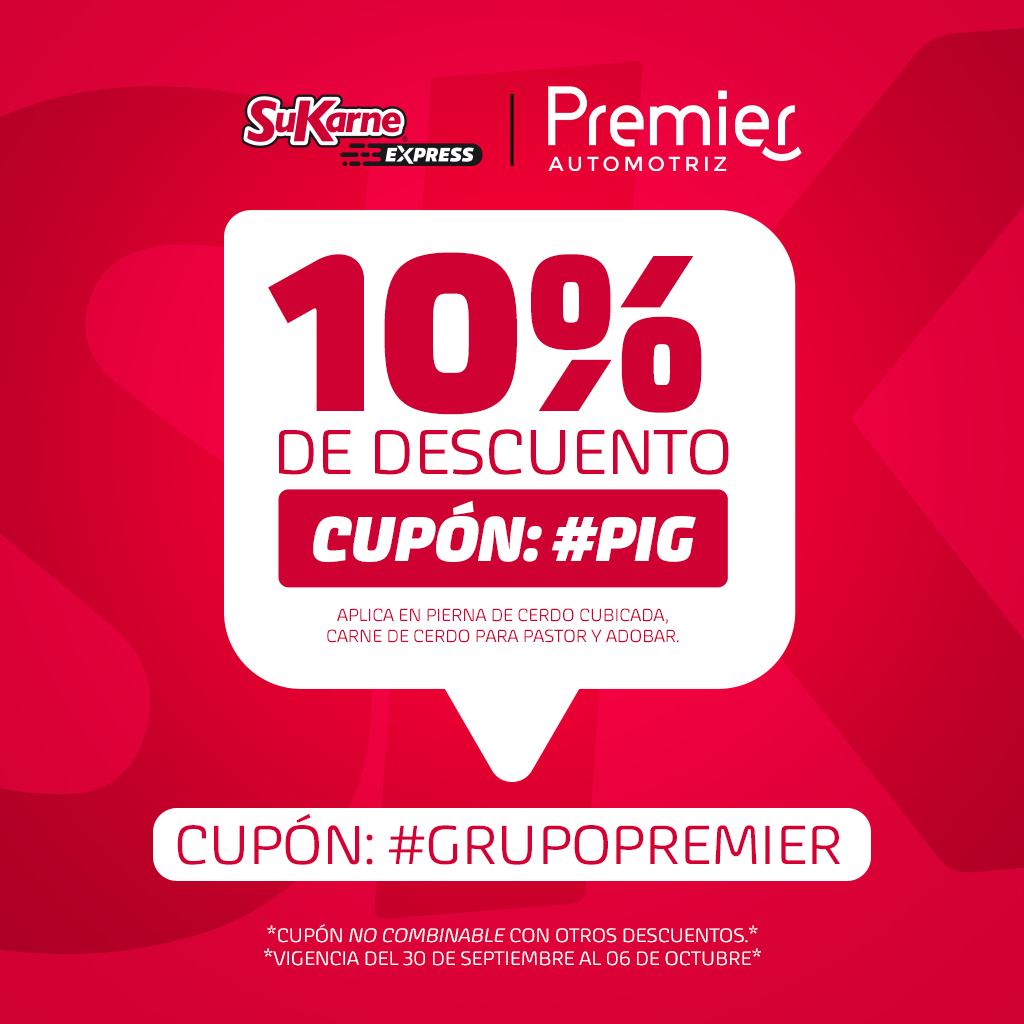 SuKarne
EXPRESS
Premier
AUTOMOTRIZ
10%
DE DESCUENTO
CUPÓN: #PIG
APLICA EN PIERNA DE CERDO CUBICADA,
CARNE DE CERDO PARA PASTOR Y ADOBAR.
CUPÓN: #GRUPOPREMIER
*CUPÓN NO COMBINABLE CON OTROS DESCUENTOS.*
*VIGENCIA DEL 30 DE SEPTIEMBRE AL 06 DE OCTUBRE*